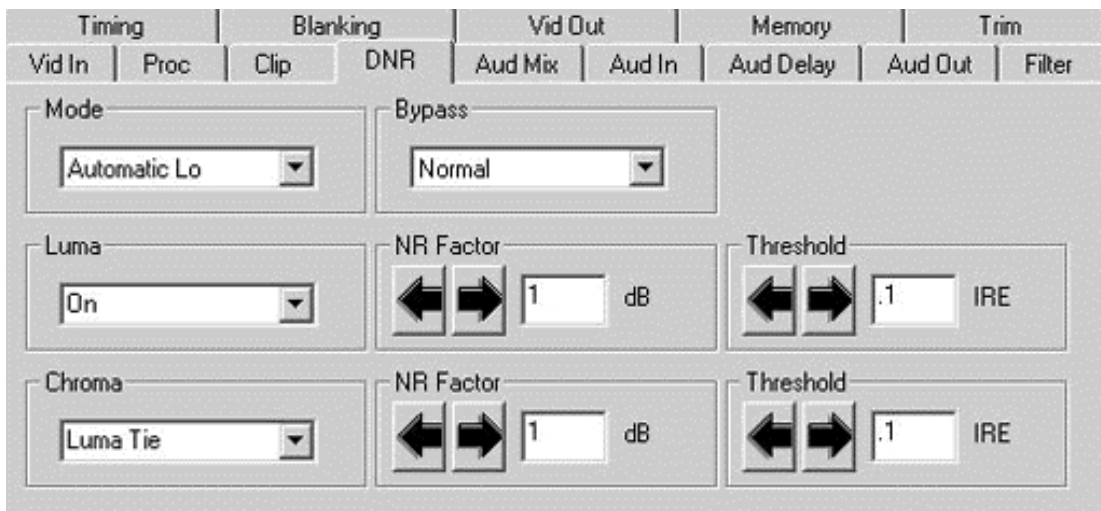 Timing Blanking Vid Out Memory Trim
Vid In Proc Clip DNR Aud Mix Aud In Aud Delay Aud Out Filter
Mode Bypass
Automatic Lo Normal
Luma NR Factor Threshold
On 1 dB .1 IRE
Chroma NR Factor Threshold
Luma Tie 1 dB .1 IRE